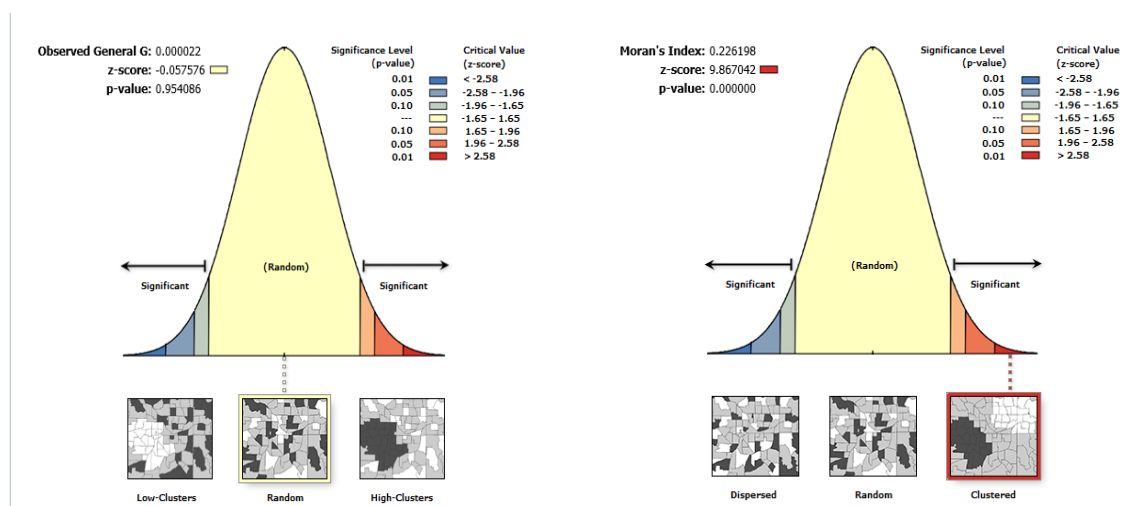 Observed General G: 0.000022
z-score: -0.057576
p-value: 0.954086
Significance Level
(p-value)
Critical Value
(z-score)
0.01 < -2.58
0.05 -2.58 – -1.96
0.10 -1.96 – -1.65
--- -1.65 – 1.65
0.10 1.65 – 1.96
0.05 1.96 – 2.58
0.01 > 2.58
(Random)
Significant
Significant
Low-Clusters
Random
High-Clusters
Moran's Index: 0.226198
z-score: 9.867042
p-value: 0.000000
Significance Level
(p-value)
Critical Value
(z-score)
0.01 < -2.58
0.05 -2.58 – -1.96
0.10 -1.96 – -1.65
--- -1.65 – 1.65
0.10 1.65 – 1.96
0.05 1.96 – 2.58
0.01 > 2.58
(Random)
Significant
Significant
Dispersed
Random
Clustered